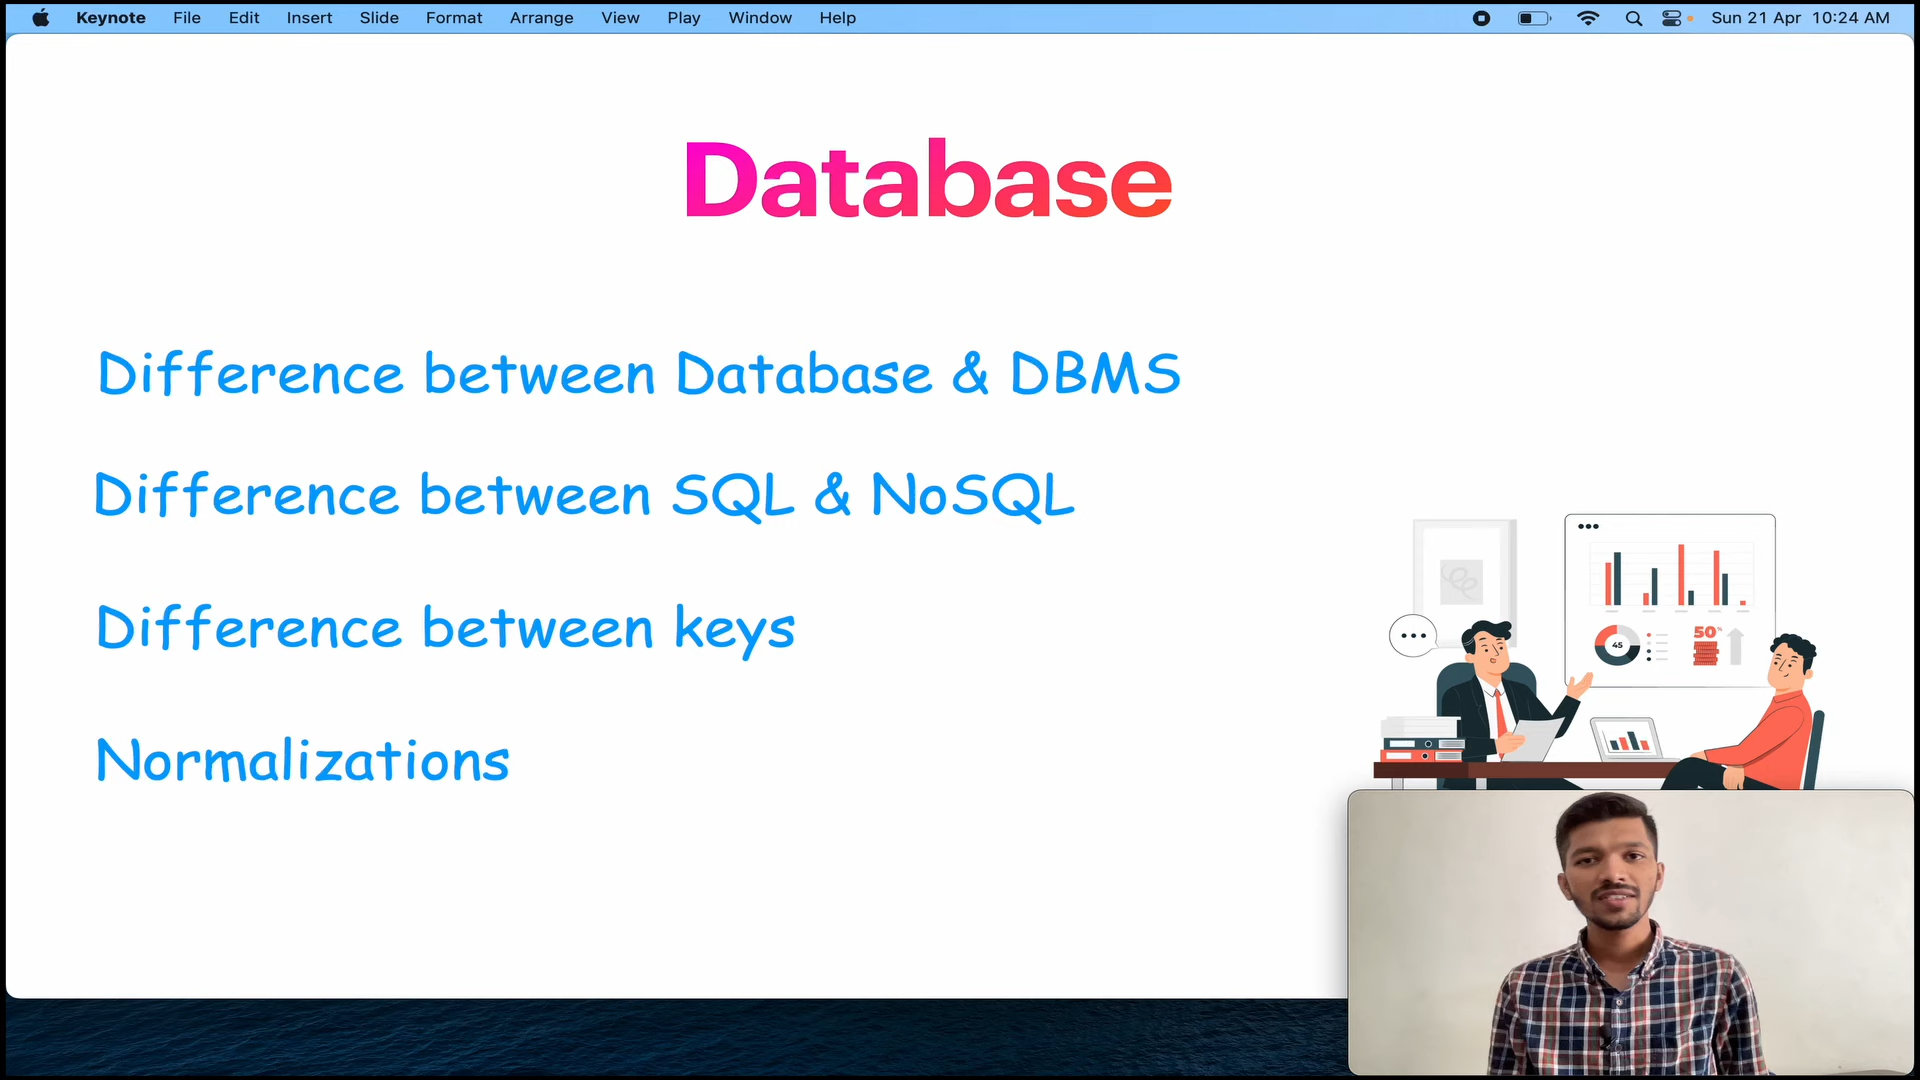 Keynote File Edit Insert Slide Format Arrange View Play Window Help Sun 21 Apr 10:24 AM
Database
Difference between Database & DBMS
Difference between SQL & NoSQL
Difference between keys
Normalizations
50%
45